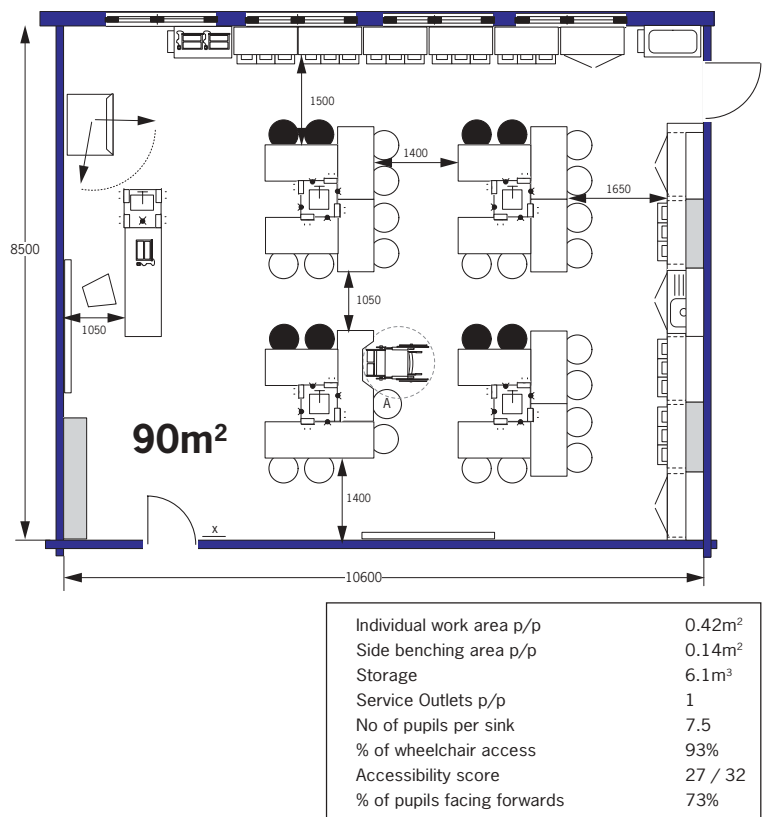 1500
1400
1650
8500
1050
1050
A
90m²
1400
x
10600
Individual work area p/p 0.42m²
Side benching area p/p 0.14m²
Storage 6.1m³
Service Outlets p/p 1
No of pupils per sink 7.5
% of wheelchair access 93%
Accessibility score 27 / 32
% of pupils facing forwards 73%